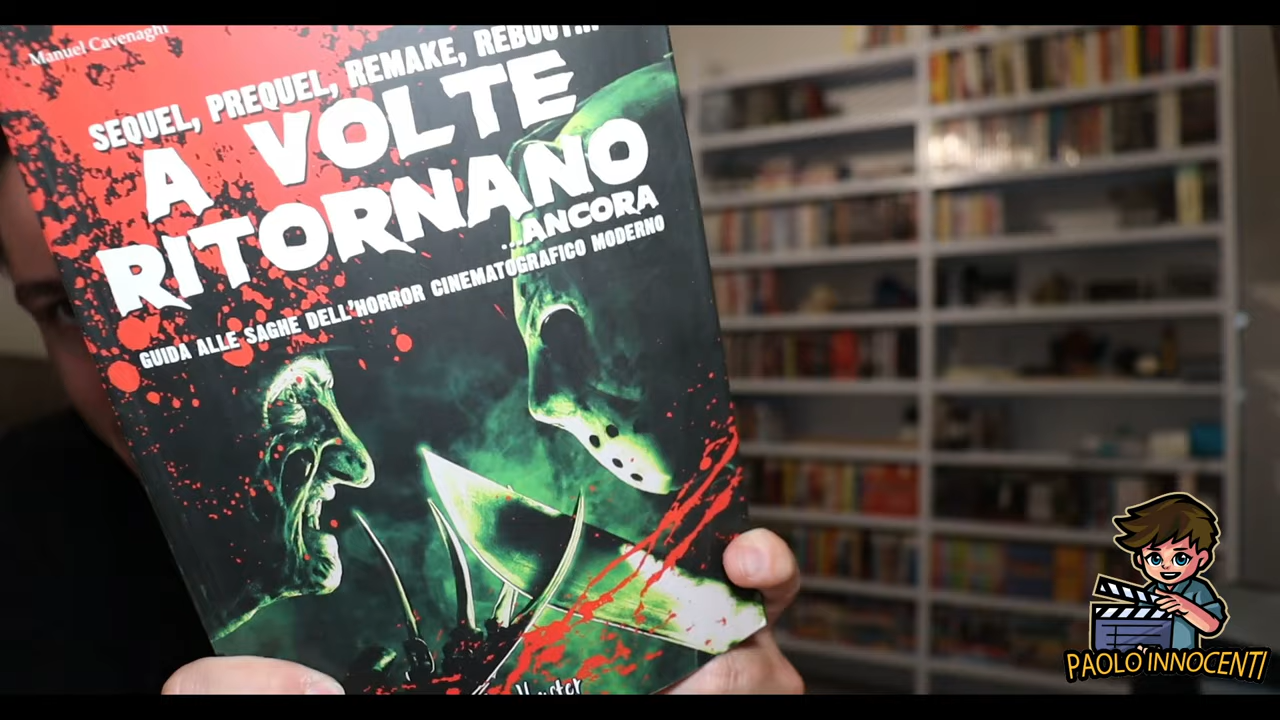 Manuel Cavenaghi
SEQUEL, PREQUEL, REMAKE, REBOOT...
A VOLTE
RITORNANO
...ANCORA
GUIDA ALLE SAGHE DELL'HORROR CINEMATOGRAFICO MODERNO
PAOLO INNOCENTI